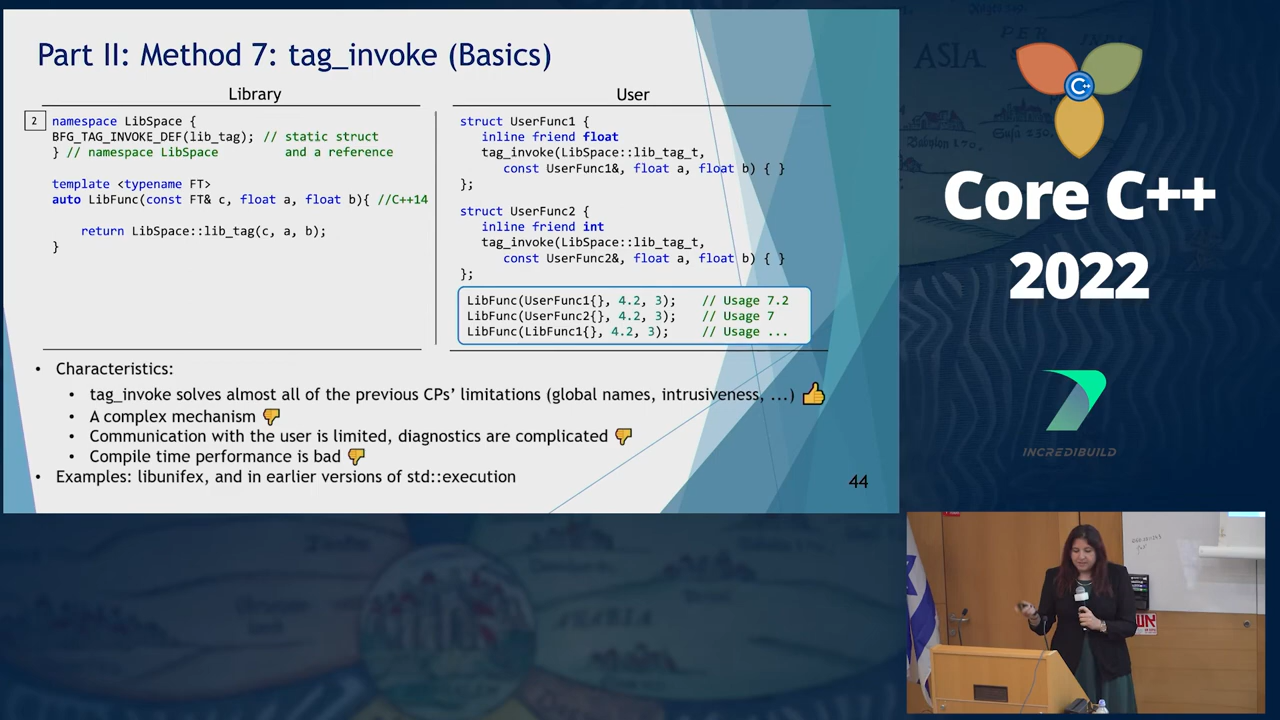 Part II: Method 7: tag_invoke (Basics)
Library
2
namespace LibSpace {
BFG_TAG_INVOKE_DEF(lib_tag); // static struct
} // namespace LibSpace         and a reference
template <typename FT>
auto LibFunc(const FT& c, float a, float b){ //C++14
return LibSpace::lib_tag(c, a, b);
}
User
struct UserFunc1 {
inline friend float
tag_invoke(LibSpace::lib_tag_t,
const UserFunc1&, float a, float b) { }
};
struct UserFunc2 {
inline friend int
tag_invoke(LibSpace::lib_tag_t,
const UserFunc2&, float a, float b) { }
};
LibFunc(UserFunc1{}, 4.2, 3); // Usage 7.2
LibFunc(UserFunc2{}, 4.2, 3); // Usage 7
LibFunc(LibFunc1{}, 4.2, 3); // Usage ...
• Characteristics:
• tag_invoke solves almost all of the previous CPs’ limitations (global names, intrusiveness, ...) 👍
• A complex mechanism 👎
• Communication with the user is limited, diagnostics are complicated 👎
• Compile time performance is bad 👎
• Examples: libunifex, and in earlier versions of std::execution
44
ASIA
C++
Core C++
2022
INCREDIBUILD